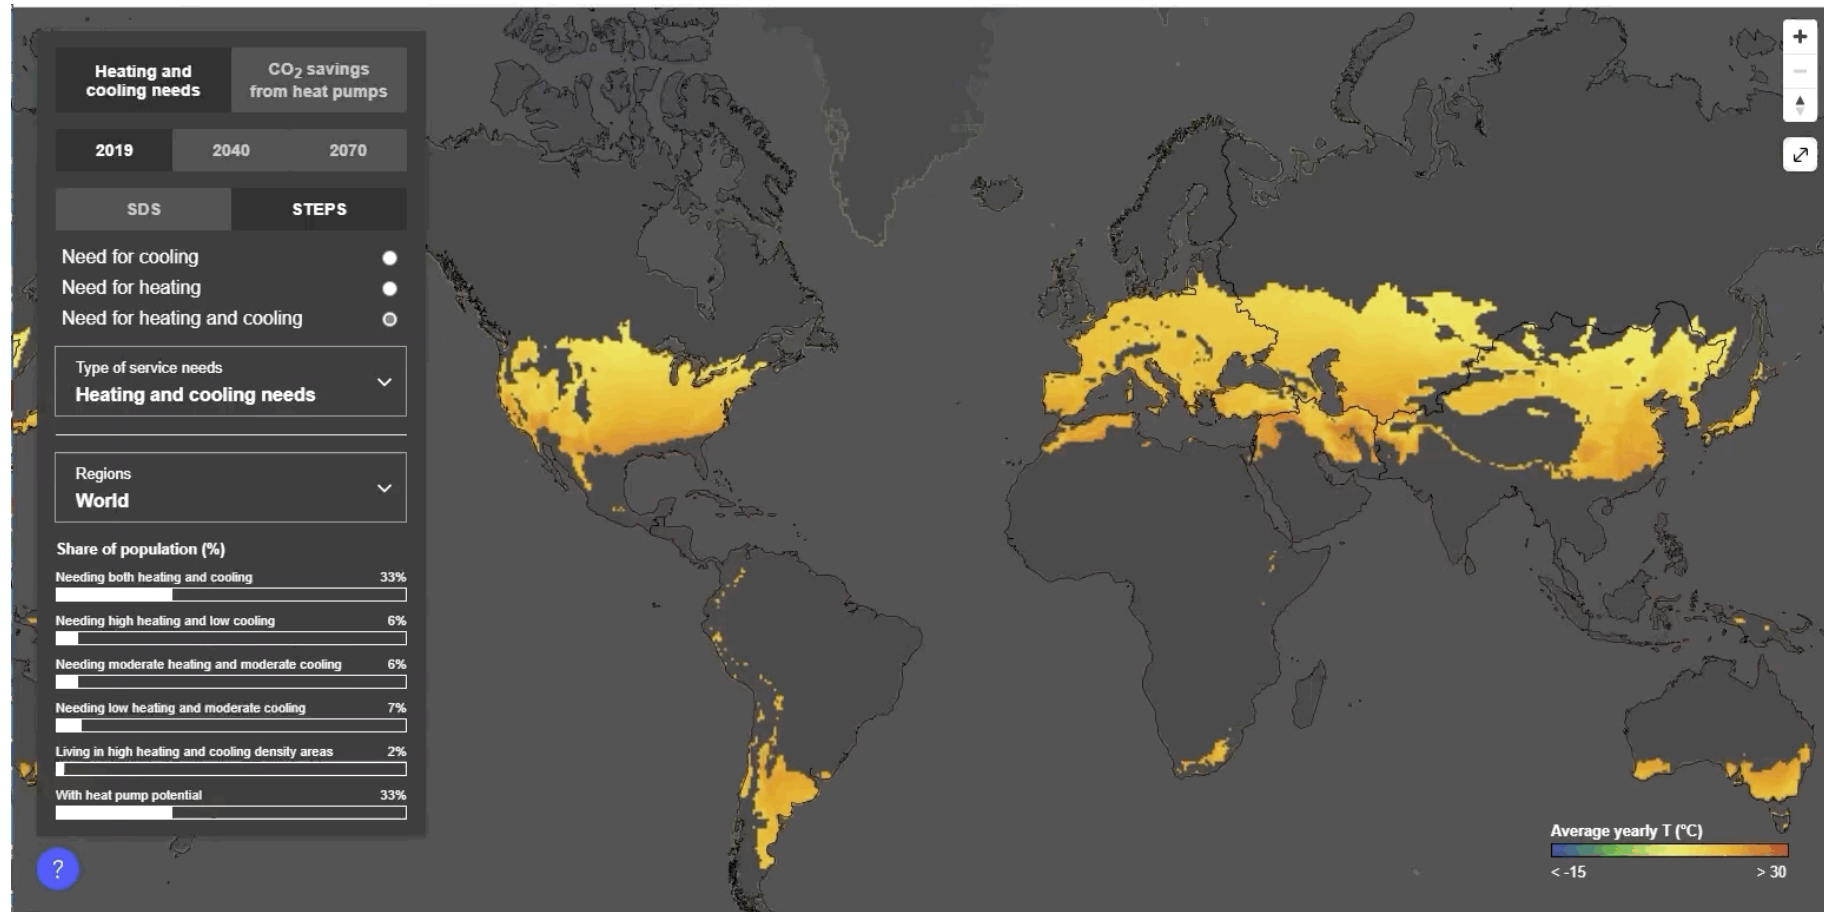 Heating and
cooling needs
CO₂ savings
from heat pumps
2019
2040
2070
SDS
STEPS
Need for cooling
Need for heating
Need for heating and cooling
Type of service needs
Heating and cooling needs
Regions
World
Share of population (%)
Needing both heating and cooling 33%
Needing high heating and low cooling 6%
Needing moderate heating and moderate cooling 6%
Needing low heating and moderate cooling 7%
Living in high heating and cooling density areas 2%
With heat pump potential 33%
?
+
−
Average yearly T (°C)
< -15 > 30